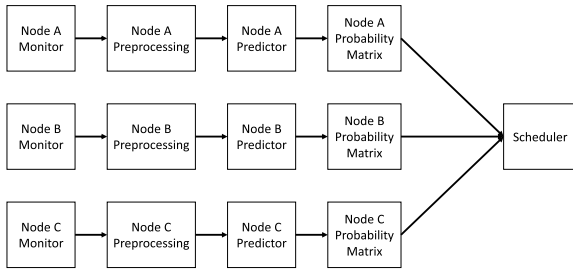 Node A
Monitor
Node A
Preprocessing
Node A
Predictor
Node A
Probability
Matrix
Node B
Monitor
Node B
Preprocessing
Node B
Predictor
Node B
Probability
Matrix
Scheduler
Node C
Monitor
Node C
Preprocessing
Node C
Predictor
Node C
Probability
Matrix